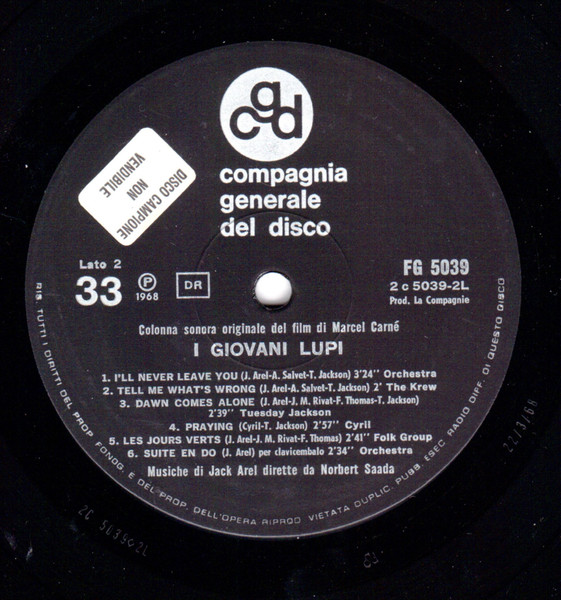 cgd
compagnia
generale
del disco
DISCO CAMPIONE
NON
VENDIBILE
Lato 2
33
P
1968
DR
FG 5039
2 c 5039-2L
Prod. La Compagnie
Colonna sonora originale del film di Marcel Carné
I GIOVANI LUPI
1. I'LL NEVER LEAVE YOU (J. Arel-A. Salvet-T. Jackson) 3'24" Orchestra
2. TELL ME WHAT'S WRONG (J. Arel-A. Salvet-T. Jackson) 2' The Krew
3. DAWN COMES ALONE (J. Arel-J. M. Rivat-F. Thomas-T. Jackson)
2'39" Tuesday Jackson
4. PRAYING (Cyril-T. Jackson) 2'57" Cyril
5. LES JOURS VERTS (J. Arel-J. M. Rivat-F. Thomas) 2'41" Folk Group
6. SUITE EN DO (J. Arel) per clavicembalo 2'34" Orchestra
Musiche di Jack Arel dirette da Norbert Saada
RIS. TUTTI I DIRITTI DEL PROP. FONOG. E DEL PROP. DELL'OPERA RIPROD. VIETATA DUPLIC. PUBB. ESEC. RADIO DIFF. DI QUESTO DISCO
22/3/68